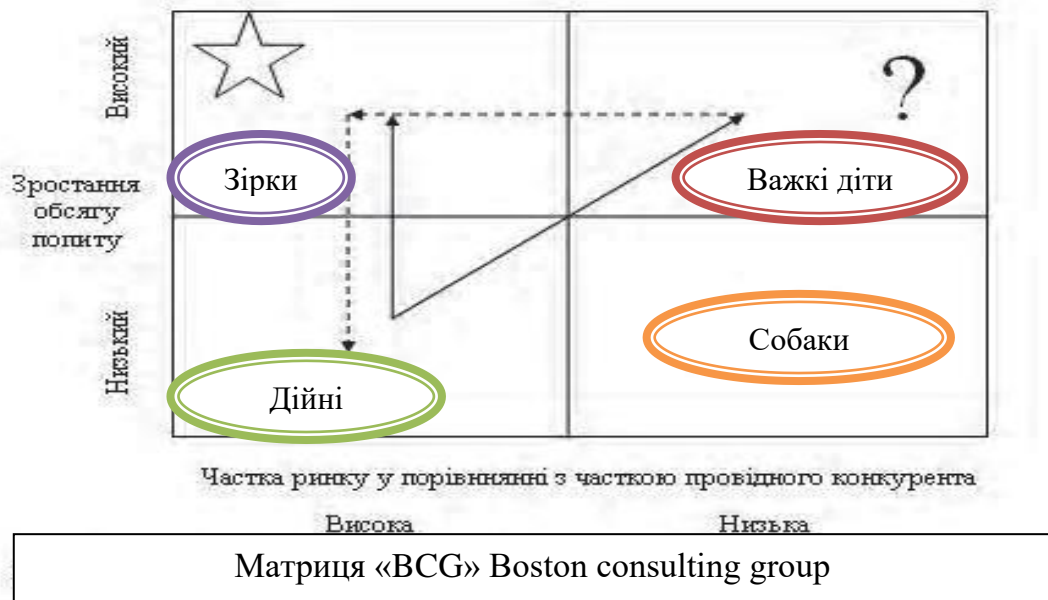 Високий
?
Зірки
Важкі діти
Зростання
обсягу
попиту
Низький
Собаки
Дійні
Частка ринку у порівннянні з часткою провідного конкурента
Висока
Низька
Матриця «BCG» Boston consulting group